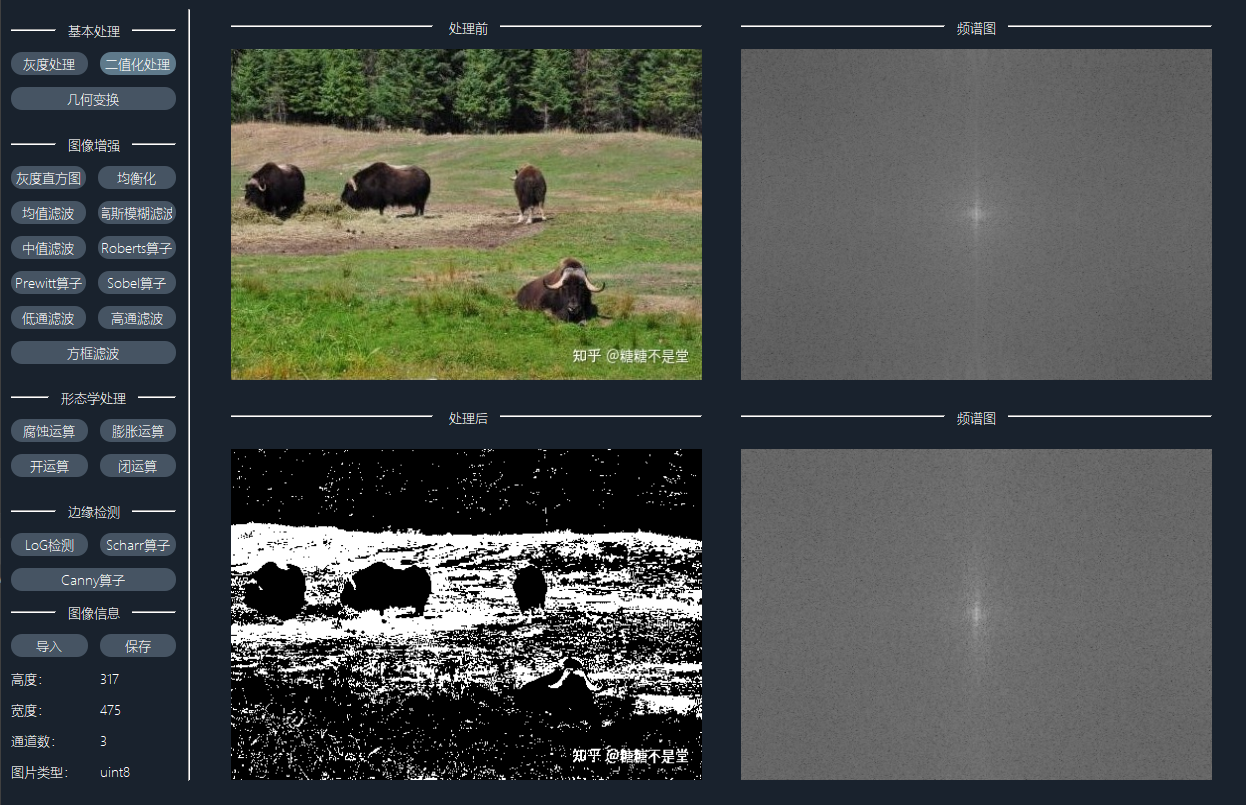 基本处理
灰度处理 二值化处理
几何变换
图像增强
灰度直方图 均衡化
均值滤波 高斯模糊滤波
中值滤波 Roberts算子
Prewitt算子 Sobel算子
低通滤波 高通滤波
方框滤波
形态学处理
腐蚀运算 膨胀运算
开运算 闭运算
边缘检测
LoG检测 Scharr算子
Canny算子
图像信息
导入 保存
高度: 317
宽度: 475
通道数: 3
图片类型: uint8
处理前
知乎 @糖糖不是堂
频谱图
处理后
知乎 @糖糖不是堂
频谱图